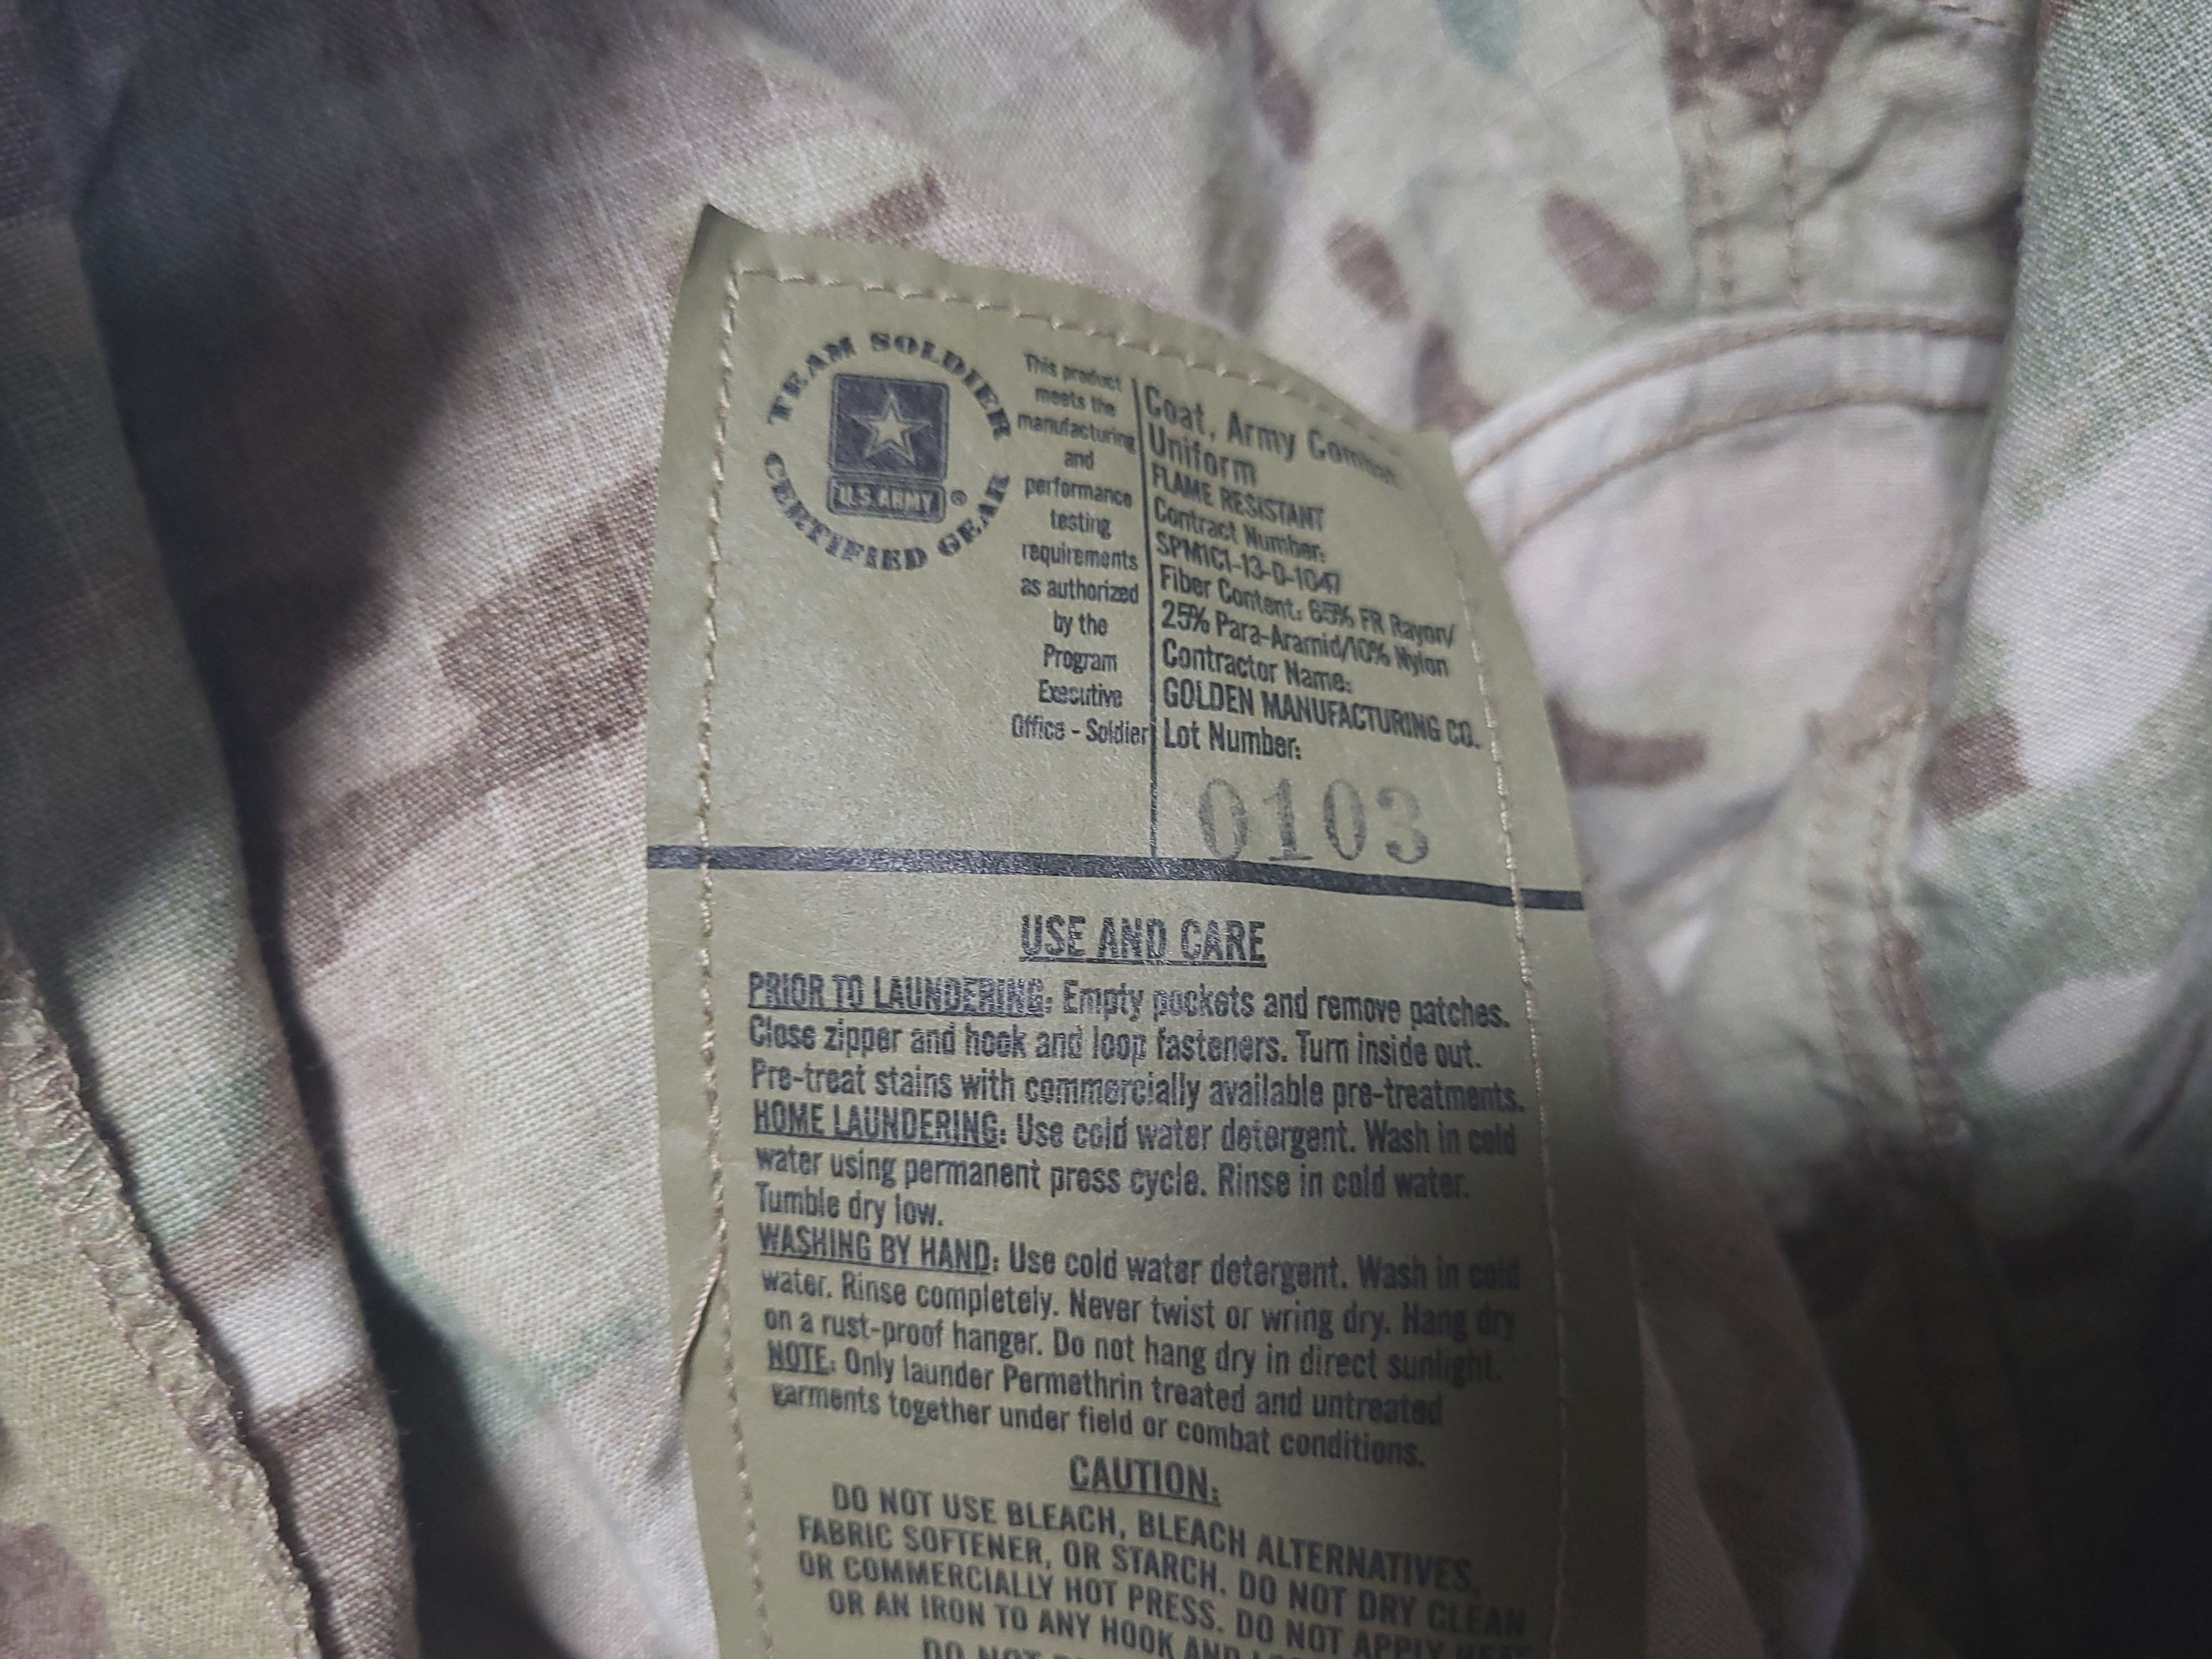 TEAM SOLDIER
U.S.ARMY ®
CERTIFIED GEAR
This product
meets the
manufacturing
and
performance
testing
requirements
as authorized
by the
Program
Executive
Office - Soldier
Coat, Army Combat
Uniform
FLAME RESISTANT
Contract Number:
SPM1C1-13-D-1047
Fiber Content: 65% FR Rayon/
25% Para-Aramid/10% Nylon
Contractor Name:
GOLDEN MANUFACTURING CO.
Lot Number:
0103
USE AND CARE
PRIOR TO LAUNDERING: Empty pockets and remove patches.
Close zipper and hook and loop fasteners. Turn inside out.
Pre-treat stains with commercially available pre-treatments.
HOME LAUNDERING: Use cold water detergent. Wash in cold
water using permanent press cycle. Rinse in cold water.
Tumble dry low.
WASHING BY HAND: Use cold water detergent. Wash in cold
water. Rinse completely. Never twist or wring dry. Hang dry
on a rust-proof hanger. Do not hang dry in direct sunlight.
NOTE: Only launder Permethrin treated and untreated
garments together under field or combat conditions.
CAUTION:
DO NOT USE BLEACH, BLEACH ALTERNATIVES,
FABRIC SOFTENER, OR STARCH. DO NOT DRY CLEAN
OR COMMERCIALLY HOT PRESS. DO NOT APPLY HEAT
OR AN IRON TO ANY HOOK AND
DO NOT